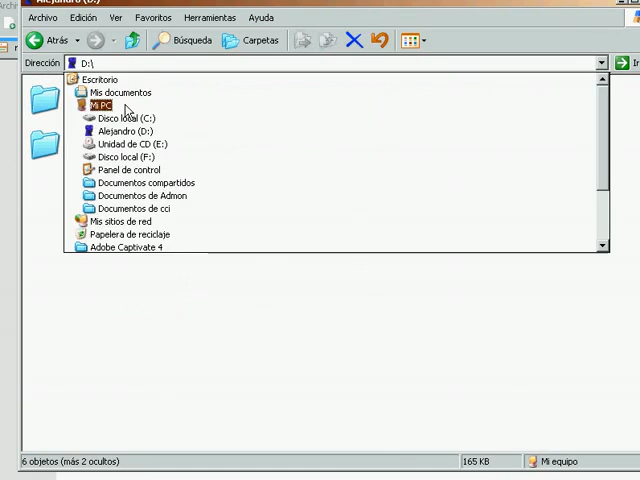 Alejandro (D:)
Archivo Edición Ver Favoritos Herramientas Ayuda
Atrás Búsqueda Carpetas
Dirección D:\ Ir
Escritorio
Mis documentos
Mi PC
Disco local (C:)
Alejandro (D:)
Unidad de CD (E:)
Disco local (F:)
Panel de control
Documentos compartidos
Documentos de Admon
Documentos de cci
Mis sitios de red
Papelera de reciclaje
Adobe Captivate 4
6 objetos (más 2 ocultos) 165 KB Mi equipo